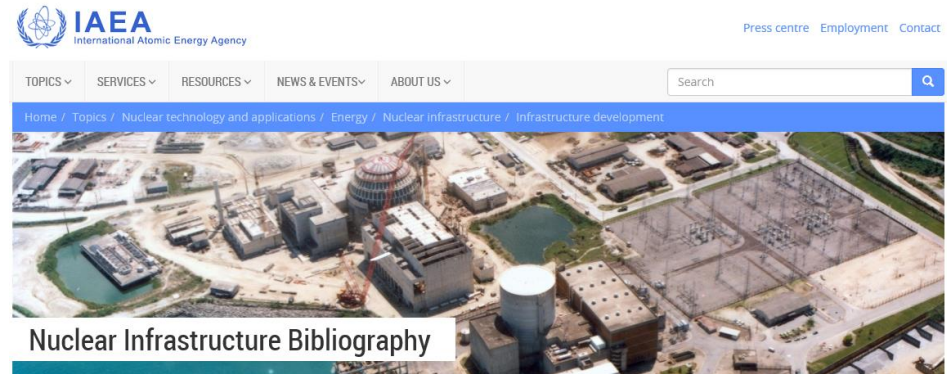 IAEA
International Atomic Energy Agency
Press centre Employment Contact
TOPICS SERVICES RESOURCES NEWS & EVENTS ABOUT US
Search
Home / Topics / Nuclear technology and applications / Energy / Nuclear infrastructure / Infrastructure development
Nuclear Infrastructure Bibliography